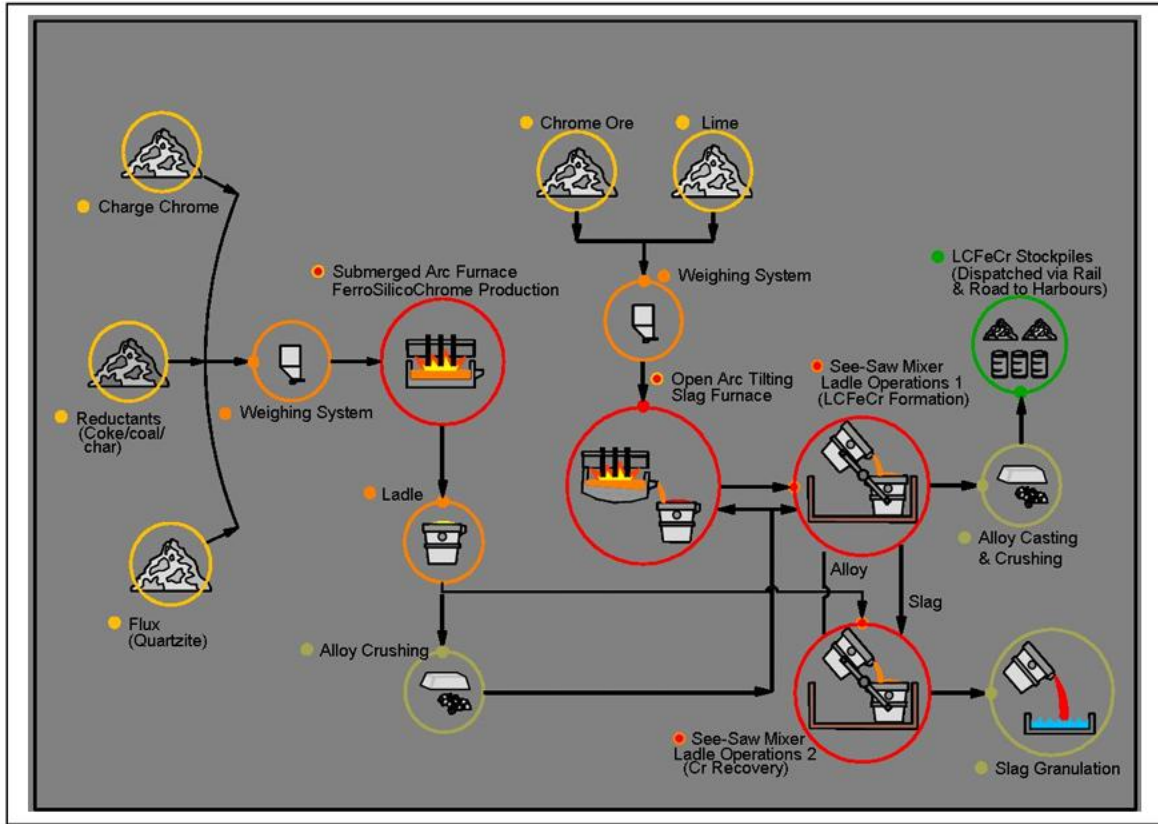 Chrome Ore
Lime
Charge Chrome
Submerged Arc Furnace
FerroSilicoChrome Production
Weighing System
LCFeCr Stockpiles
(Dispatched via Rail
& Road to Harbours)
Reductants
(Coke/coal/
char)
Weighing System
Open Arc Tilting
Slag Furnace
See-Saw Mixer
Ladle Operations 1
(LCFeCr Formation)
Ladle
Alloy Casting
& Crushing
Alloy
Slag
Flux
(Quartzite)
Alloy Crushing
See-Saw Mixer
Ladle Operations 2
(Cr Recovery)
Slag Granulation